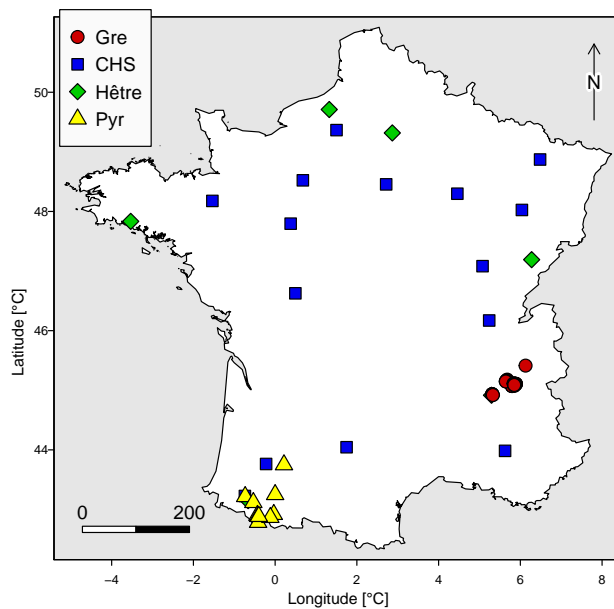 Gre
CHS
Hêtre
Pyr
N
50
48
46
44
Latitude [°C]
0 200
−4 −2 0 2 4 6 8
Longitude [°C]